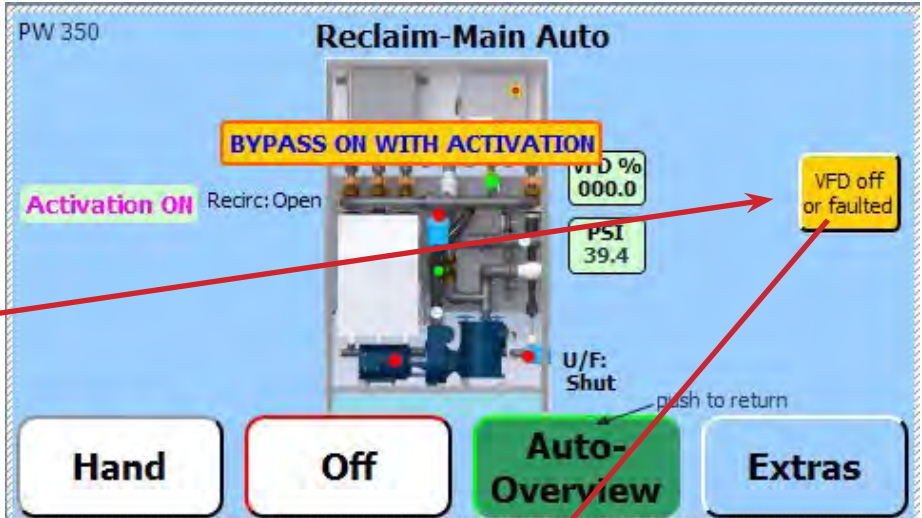 PW 350
Reclaim-Main Auto
BYPASS ON WITH ACTIVATION
VFD %
000.0
VFD off
or faulted
Activation ON
Recirc: Open
PSI
39.4
U/F:
Shut
push to return
Hand
Off
Auto-
Overview
Extras